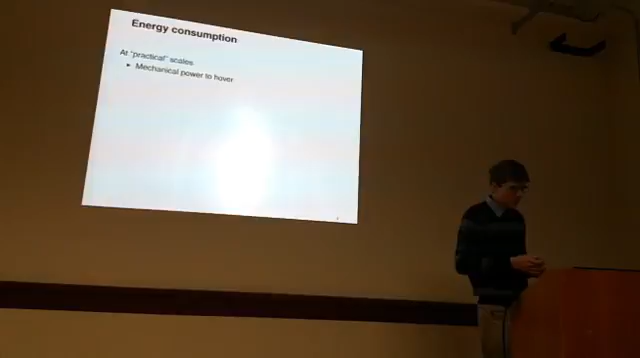 Energy consumption
At "practical" scales
▸ Mechanical power to hover